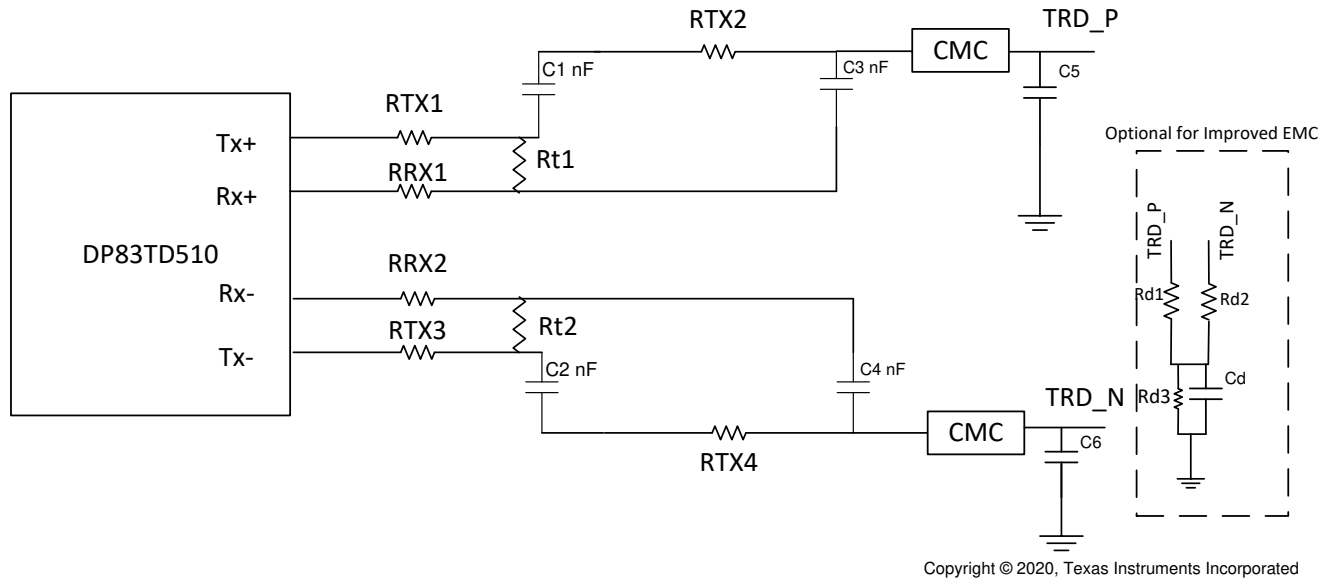 RTX2
TRD_P
CMC
C1 nF
C3 nF
C5
RTX1
Tx+
Rt1
Optional for Improved EMC
RRX1
Rx+
TRD_P
TRD_N
DP83TD510
RRX2
Rx-
Rd1
Rd2
RTX3
Rt2
Tx-
C2 nF
C4 nF
Cd
Rd3
TRD_N
CMC
C6
RTX4
Copyright © 2020, Texas Instruments Incorporated